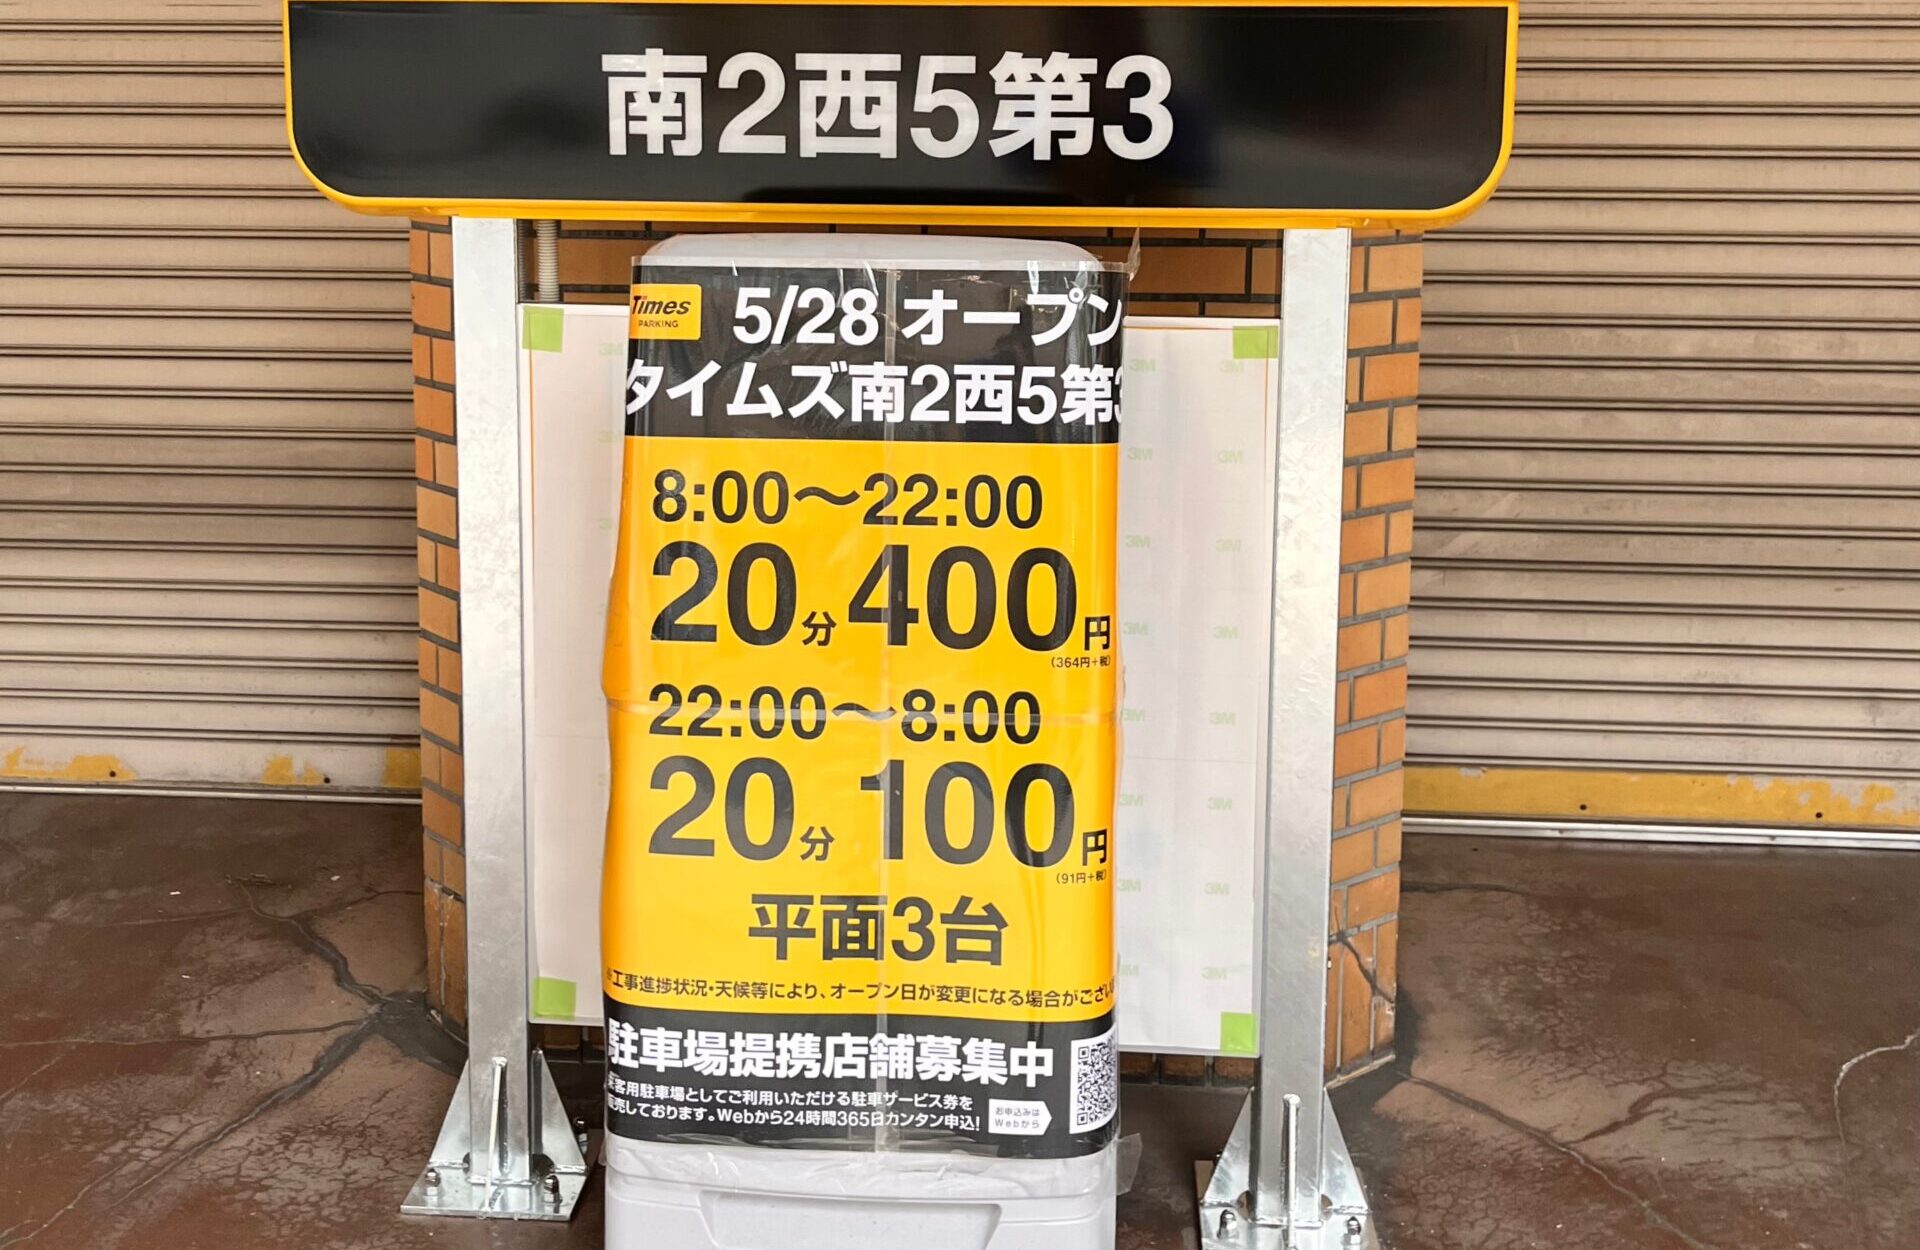 南2西5第3
Times
PARKING
5/28 オープン
タイムズ南2西5第3
8:00〜22:00
20分 400円
(364円+税)
22:00〜8:00
20分 100円
(91円+税)
平面3台
工事進捗状況・天候等により、オープン日が変更になる場合がござい
駐車場提携店舗募集中
来客用駐車場としてご利用いただける駐車サービス券を
販売しております。Webから24時間365日カンタン申込!
お申込みは
Webから
3M